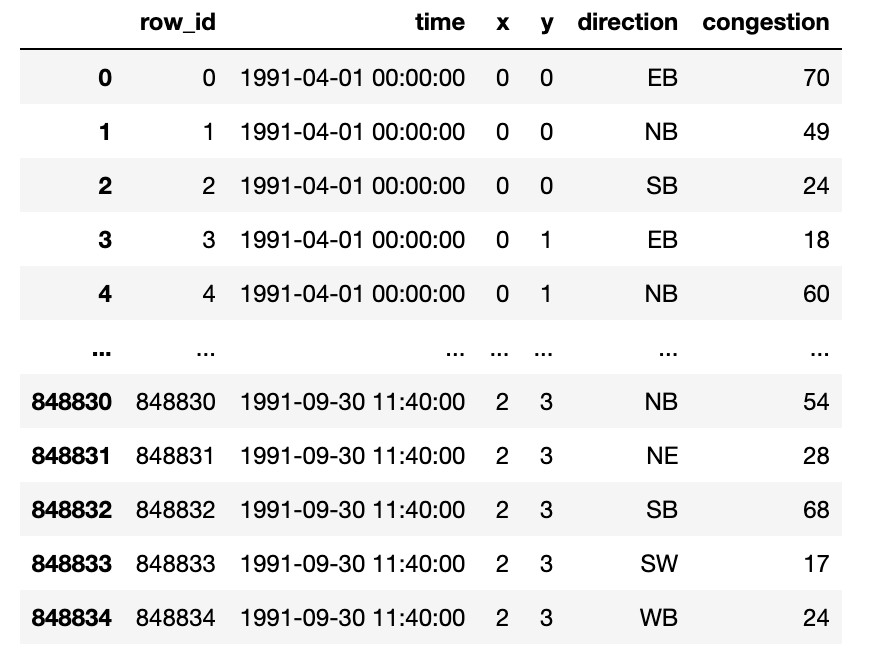 row_id time x y direction congestion
0 0 1991-04-01 00:00:00 0 0 EB 70
1 1 1991-04-01 00:00:00 0 0 NB 49
2 2 1991-04-01 00:00:00 0 0 SB 24
3 3 1991-04-01 00:00:00 0 1 EB 18
4 4 1991-04-01 00:00:00 0 1 NB 60
... ... ... ... ... ... ...
848830 848830 1991-09-30 11:40:00 2 3 NB 54
848831 848831 1991-09-30 11:40:00 2 3 NE 28
848832 848832 1991-09-30 11:40:00 2 3 SB 68
848833 848833 1991-09-30 11:40:00 2 3 SW 17
848834 848834 1991-09-30 11:40:00 2 3 WB 24